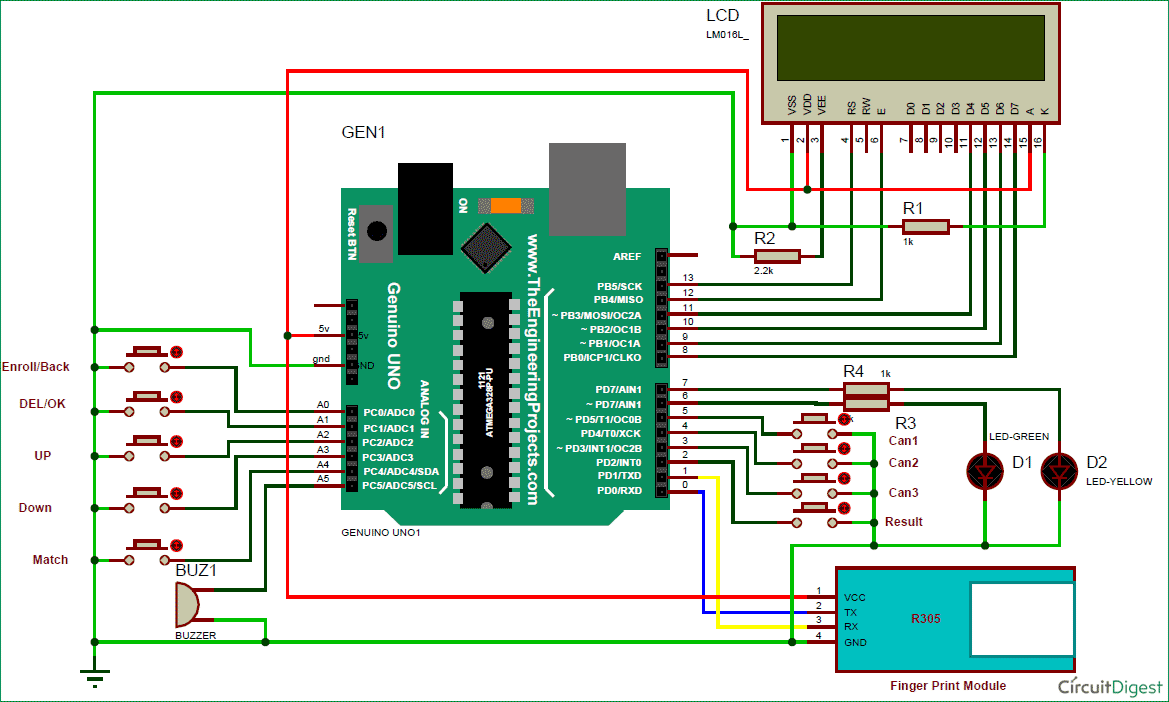 LCD
LM016L_
VSS
VDD
VEE
RS
RW
E
D0
D1
D2
D3
D4
D5
D6
D7
A
K
1
2
3
4
5
6
7
8
9
10
11
12
13
14
15
16
GEN1
R1
1k
R2
2.2k
Reset BTN
ON
www.TheEngineeringProjects.com
Genuino UNO
ANALOG IN
1121
ATMEGA328P-PU
5v
5v
gnd
GND
AREF
PB5/SCK
13
PB4/MISO
12
~ PB3/MOSI/OC2A
11
~ PB2/OC1B
10
~ PB1/OC1A
9
PB0/ICP1/CLKO
8
PD7/AIN1
7
~ PD7/AIN1
6
~ PD5/T1/OC0B
5
PD4/T0/XCK
4
~ PD3/INT1/OC2B
3
PD2/INT0
2
PD1/TXD
1
PD0/RXD
0
A0
PC0/ADC0
A1
PC1/ADC1
A2
PC2/ADC2
A3
PC3/ADC3
A4
PC4/ADC4/SDA
A5
PC5/ADC5/SCL
GENUINO UNO1
Enroll/Back
DEL/OK
UP
Down
Match
BUZ1
BUZZER
R4
1k
R3
Can1
Can2
Can3
Result
LED-GREEN
D1
D2
LED-YELLOW
1
VCC
2
TX
3
RX
4
GND
R305
Finger Print Module
CircuitDigest